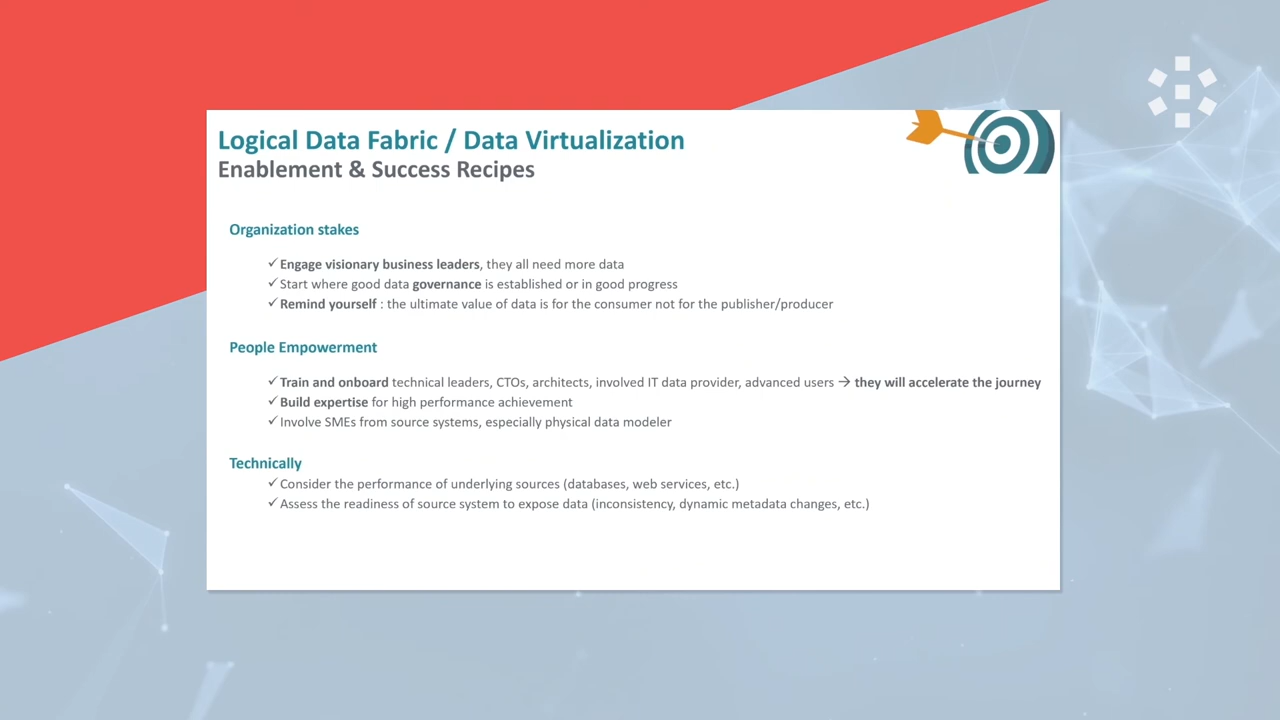 Logical Data Fabric / Data Virtualization
Enablement & Success Recipes
Organization stakes
✓Engage visionary business leaders, they all need more data
✓Start where good data governance is established or in good progress
✓Remind yourself : the ultimate value of data is for the consumer not for the publisher/producer
People Empowerment
✓Train and onboard technical leaders, CTOs, architects, involved IT data provider, advanced users → they will accelerate the journey
✓Build expertise for high performance achievement
✓Involve SMEs from source systems, especially physical data modeler
Technically
✓Consider the performance of underlying sources (databases, web services, etc.)
✓Assess the readiness of source system to expose data (inconsistency, dynamic metadata changes, etc.)